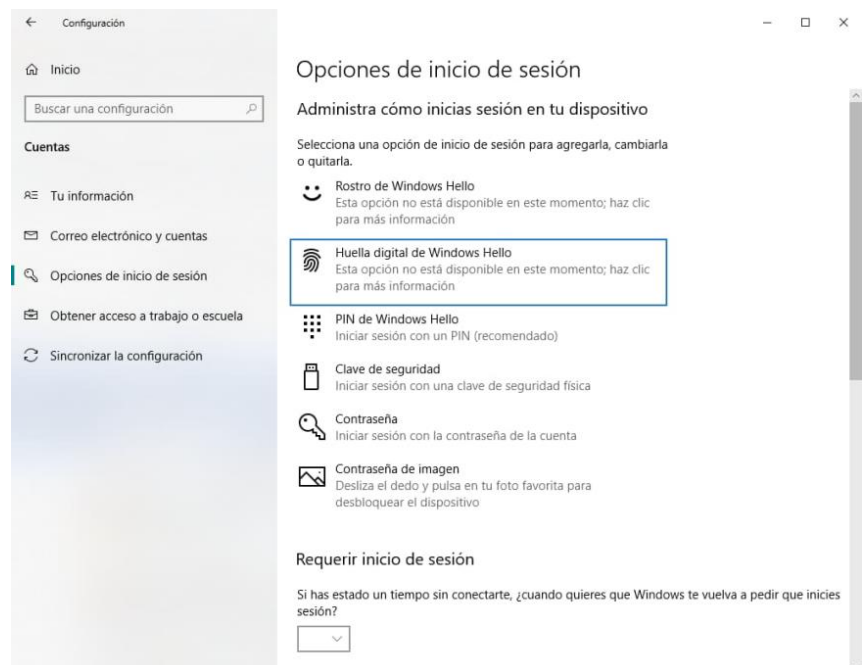 Configuración
Inicio
Buscar una configuración
Cuentas
Tu información
Correo electrónico y cuentas
Opciones de inicio de sesión
Obtener acceso a trabajo o escuela
Sincronizar la configuración
Opciones de inicio de sesión
Administra cómo inicias sesión en tu dispositivo
Selecciona una opción de inicio de sesión para agregarla, cambiarla
o quitarla.
Rostro de Windows Hello
Esta opción no está disponible en este momento; haz clic
para más información
Huella digital de Windows Hello
Esta opción no está disponible en este momento; haz clic
para más información
PIN de Windows Hello
Iniciar sesión con un PIN (recomendado)
Clave de seguridad
Iniciar sesión con una clave de seguridad física
Contraseña
Iniciar sesión con la contraseña de la cuenta
Contraseña de imagen
Desliza el dedo y pulsa en tu foto favorita para
desbloquear el dispositivo
Requerir inicio de sesión
Si has estado un tiempo sin conectarte, ¿cuando quieres que Windows te vuelva a pedir que inicies
sesión?